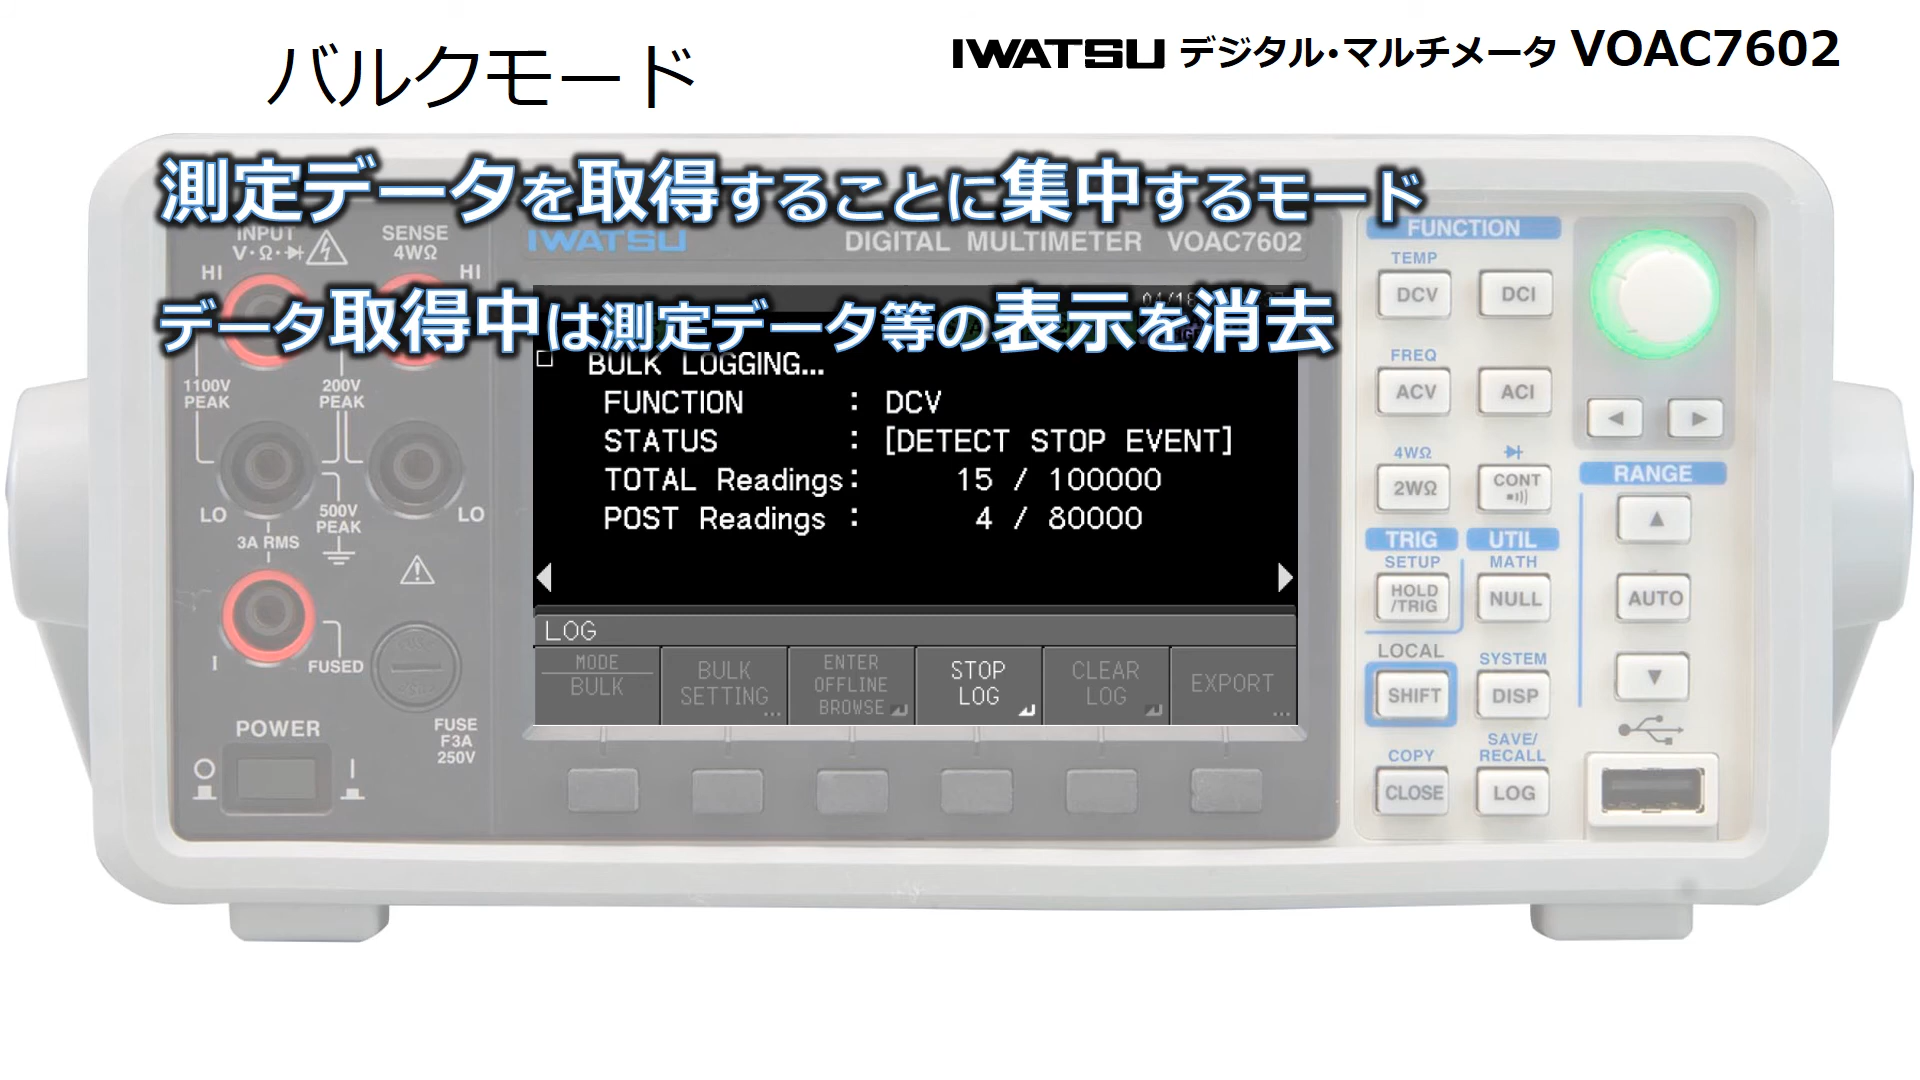 バルクモード
IWATSU デジタル・マルチメータ VOAC7602
測定データを取得することに集中するモード
データ取得中は測定データ等の表示を消去
INPUT
V・Ω・
HI
SENSE
4WΩ
HI
1100V
PEAK
200V
PEAK
LO
500V
PEAK
LO
3A RMS
I
FUSED
POWER
FUSE
F3A
250V
IWATSU
DIGITAL MULTIMETER VOAC7602
BULK LOGGING...
FUNCTION : DCV
STATUS : [DETECT STOP EVENT]
TOTAL Readings: 15 / 100000
POST Readings : 4 / 80000
LOG
MODE
BULK
BULK
SETTING...
ENTER
OFFLINE
BROWSE
STOP
LOG
CLEAR
LOG
EXPORT
...
FUNCTION
TEMP
DCV
DCI
FREQ
ACV
ACI
4WΩ
2WΩ
CONT
TRIG
SETUP
HOLD
/TRIG
UTIL
MATH
NULL
LOCAL
SHIFT
SYSTEM
DISP
COPY
CLOSE
SAVE/
RECALL
LOG
RANGE
AUTO